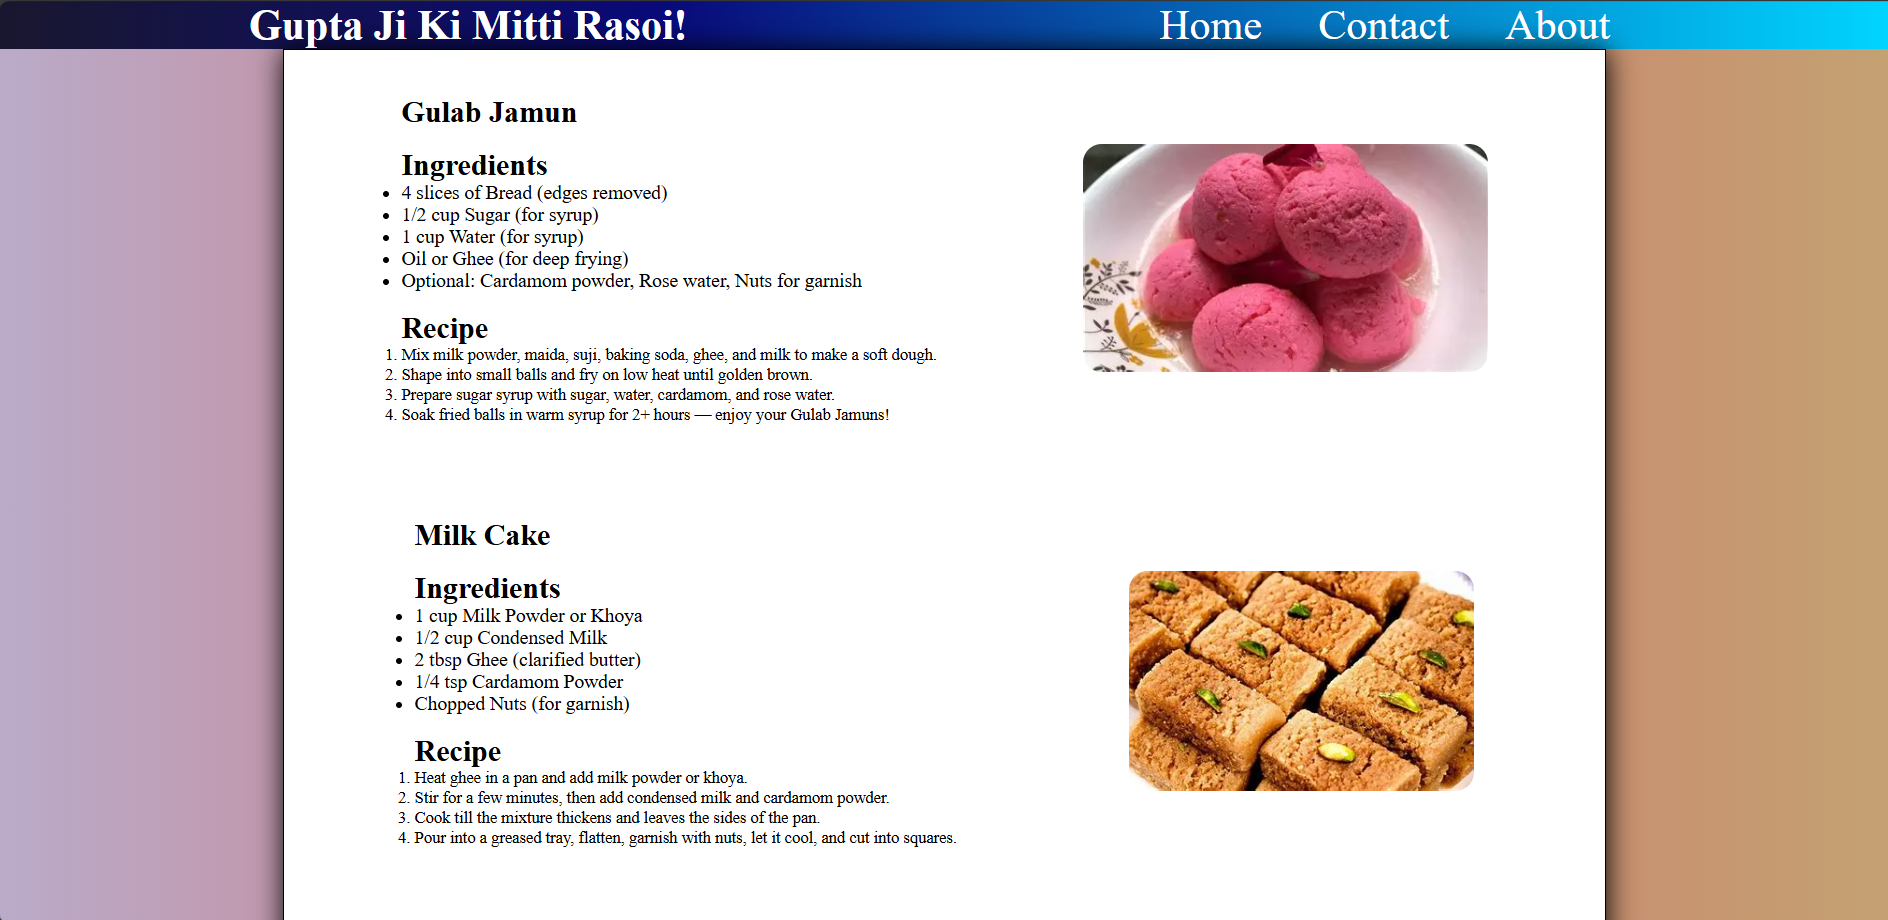 Gupta Ji Ki Mitti Rasoi!
Home Contact About
Gulab Jamun
Ingredients
• 4 slices of Bread (edges removed)
• 1/2 cup Sugar (for syrup)
• 1 cup Water (for syrup)
• Oil or Ghee (for deep frying)
• Optional: Cardamom powder, Rose water, Nuts for garnish
Recipe
1. Mix milk powder, maida, suji, baking soda, ghee, and milk to make a soft dough.
2. Shape into small balls and fry on low heat until golden brown.
3. Prepare sugar syrup with sugar, water, cardamom, and rose water.
4. Soak fried balls in warm syrup for 2+ hours — enjoy your Gulab Jamuns!
Milk Cake
Ingredients
• 1 cup Milk Powder or Khoya
• 1/2 cup Condensed Milk
• 2 tbsp Ghee (clarified butter)
• 1/4 tsp Cardamom Powder
• Chopped Nuts (for garnish)
Recipe
1. Heat ghee in a pan and add milk powder or khoya.
2. Stir for a few minutes, then add condensed milk and cardamom powder.
3. Cook till the mixture thickens and leaves the sides of the pan.
4. Pour into a greased tray, flatten, garnish with nuts, let it cool, and cut into squares.